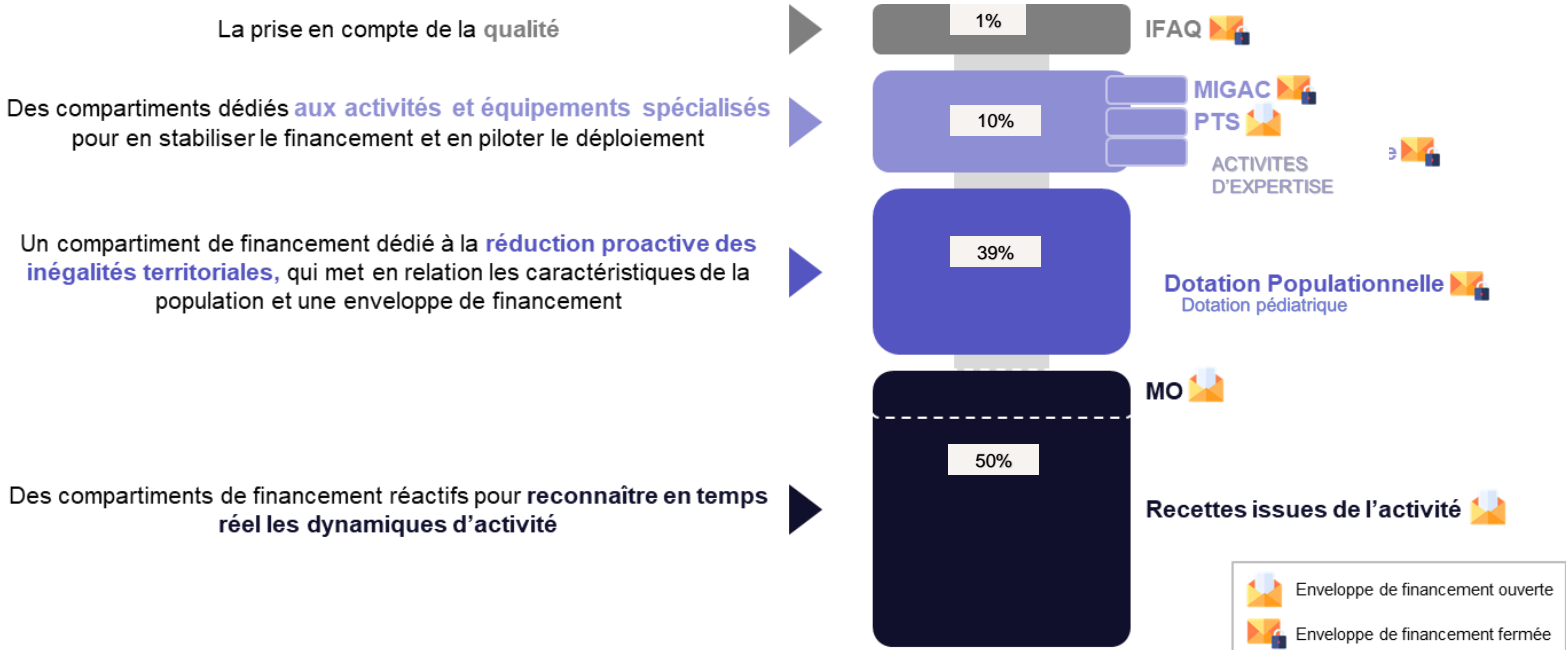 La prise en compte de la qualité
1%
IFAQ
Des compartiments dédiés aux activités et équipements spécialisés
pour en stabiliser le financement et en piloter le déploiement
10%
MIGAC
PTS
e
ACTIVITES
D'EXPERTISE
Un compartiment de financement dédié à la réduction proactive des
inégalités territoriales, qui met en relation les caractéristiques de la
population et une enveloppe de financement
39%
Dotation Populationnelle
Dotation pédiatrique
MO
50%
Des compartiments de financement réactifs pour reconnaître en temps
réel les dynamiques d'activité
Recettes issues de l'activité
Enveloppe de financement ouverte
Enveloppe de financement fermée